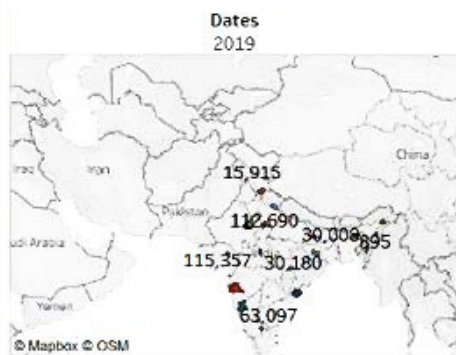 Dates
2019
China
15,915
Iraq
Iran
Pakistan
112,690
30,008
895
115,357
30,180
Saudi Arabia
Yemen
63,097
© Mapbox © OSM